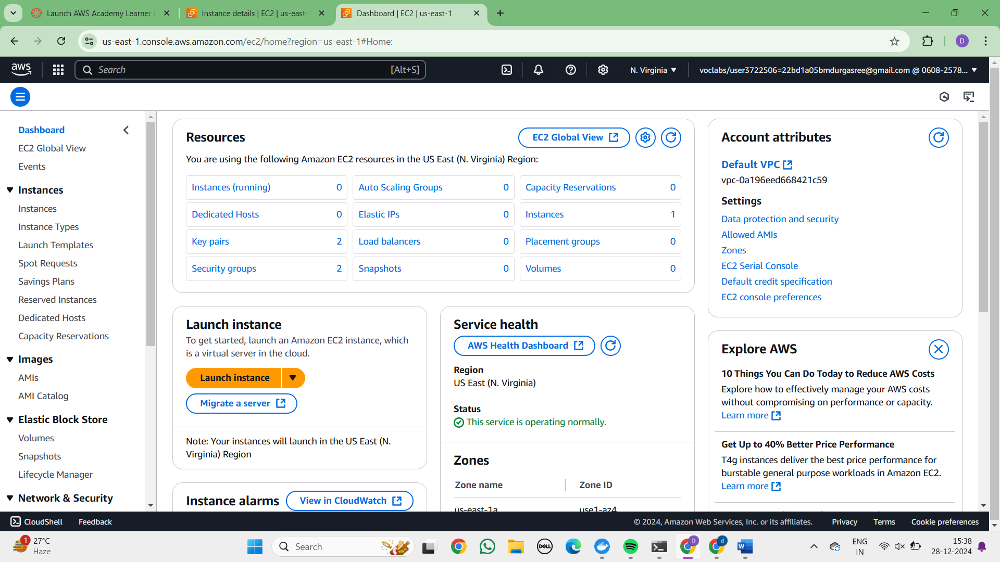 Launch AWS Academy Learner L
Instance details | EC2 | us-east-1
Dashboard | EC2 | us-east-1
us-east-1.console.aws.amazon.com/ec2/home?region=us-east-1#Home:
D
aws
Search
[Alt+S]
N. Virginia
voclabs/user3722506=22bd1a05bmdurgasree@gmail.com @ 0608-2578...
Dashboard
EC2 Global View
Events
Instances
Instances
Instance Types
Launch Templates
Spot Requests
Savings Plans
Reserved Instances
Dedicated Hosts
Capacity Reservations
Images
AMIs
AMI Catalog
Elastic Block Store
Volumes
Snapshots
Lifecycle Manager
Network & Security
Resources
EC2 Global View
You are using the following Amazon EC2 resources in the US East (N. Virginia) Region:
Instances (running) 0
Auto Scaling Groups 0
Capacity Reservations 0
Dedicated Hosts 0
Elastic IPs 0
Instances 1
Key pairs 2
Load balancers 0
Placement groups 0
Security groups 2
Snapshots 0
Volumes 0
Launch instance
To get started, launch an Amazon EC2 instance, which
is a virtual server in the cloud.
Launch instance
Migrate a server
Note: Your instances will launch in the US East (N.
Virginia) Region
Instance alarms
View in CloudWatch
Service health
AWS Health Dashboard
Region
US East (N. Virginia)
Status
This service is operating normally.
Zones
Zone name
Zone ID
us-east-1a
use1-az4
Account attributes
Default VPC
vpc-0a196eed668421c59
Settings
Data protection and security
Allowed AMIs
Zones
EC2 Serial Console
Default credit specification
EC2 console preferences
Explore AWS
10 Things You Can Do Today to Reduce AWS Costs
Explore how to effectively manage your AWS costs
without compromising on performance or capacity.
Learn more
Get Up to 40% Better Price Performance
T4g instances deliver the best price performance for
burstable general purpose workloads in Amazon EC2.
Learn more
CloudShell
Feedback
© 2024, Amazon Web Services, Inc. or its affiliates.
Privacy
Terms
Cookie preferences
1
27°C
Haze
Search
DELL
D
d
W
ENG
IN
15:38
28-12-2024